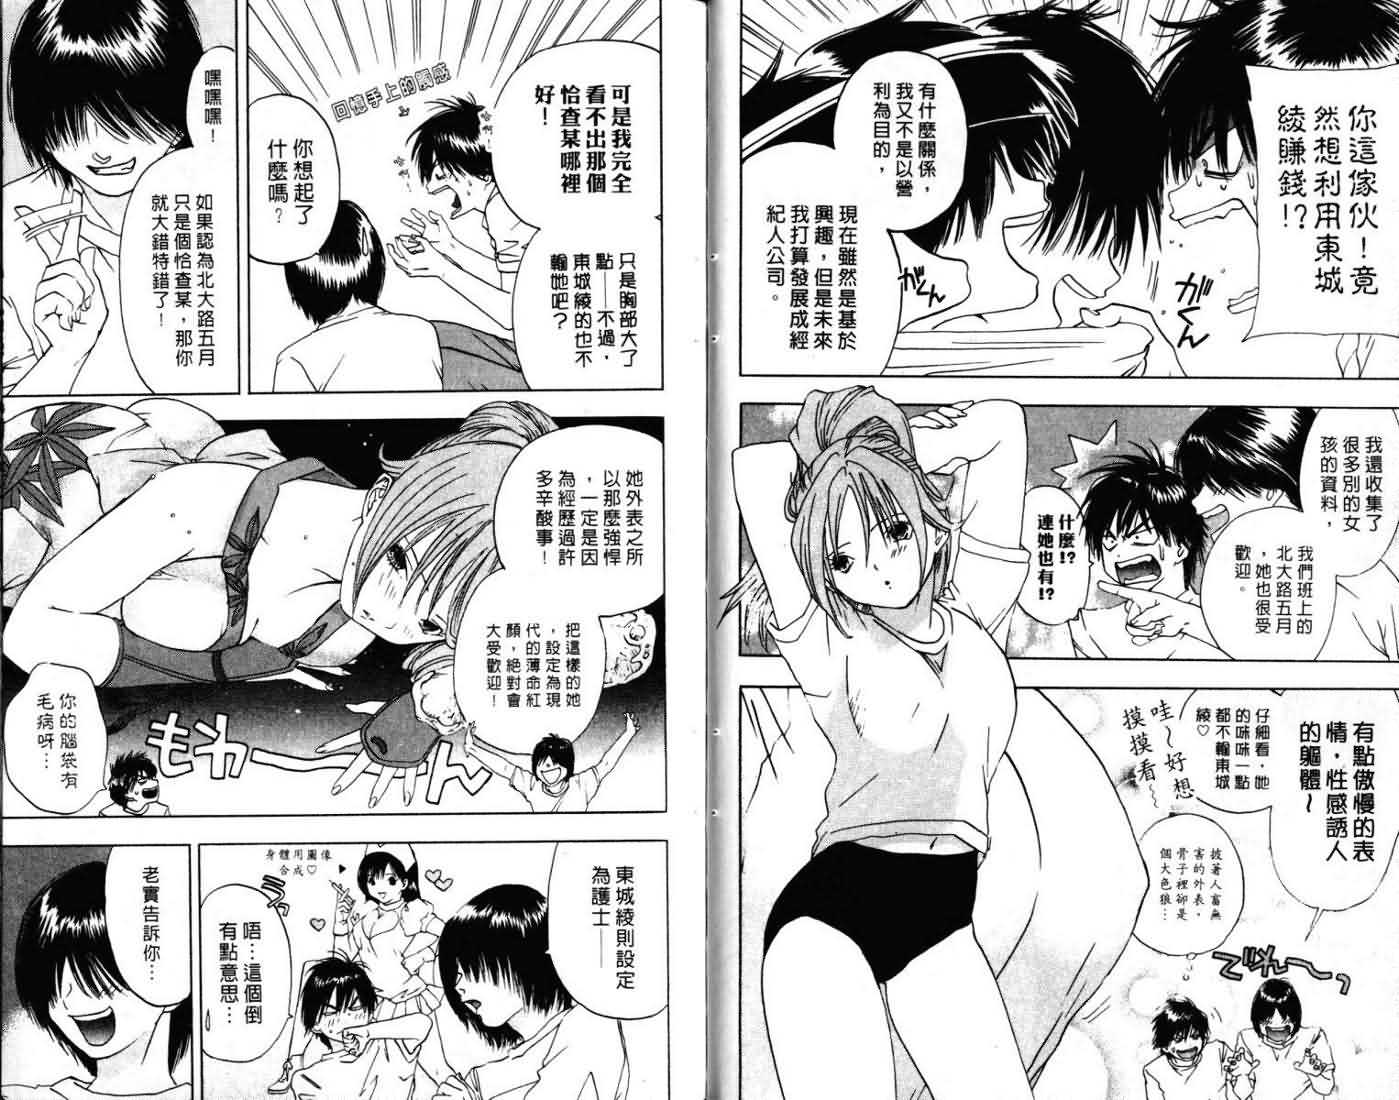 你這傢伙！竟
然想利用東城
綾賺錢！？
有什麼關係，
我又不是以營
利為目的，
現在雖然是基於
興趣，但是未來
我打算發展成經
紀人公司。
がくん
がくん
我還收集了
很多別的女
孩的資料，
我們班上的
北大路五月
，她也很受
歡迎。
什麼！？
連她也有！？
有點傲慢的表
情，性感誘人
的軀體～
仔細看，她
的咪咪一點
都不輸東城
綾♡
哇～好想
摸摸看～
披著人畜無
害的外表，
骨子裡卻是
個大色狼…
でれ～っ
可是我完全
看不出那個
恰查某哪裡
好！
只是胸部大了
點——不過，
東城綾的也不
輸她吧？
回憶手上的觸感
你想起了
什麼嗎？
嘿嘿嘿！
如果認為北大路五月
只是個恰查某，那你
就大錯特錯了！
她外表之所
以那麼強悍
，一定是因
為經歷過許
多辛酸事！
把這樣的她
，設定為現
代的薄命紅
顏，絕對會
大受歡迎！
もわ～ん
你的腦袋有
毛病呀…
東城綾則設定
為護士——
身體用圖像
合成♡
唔…這個倒
有點意思…
老實告訴你…